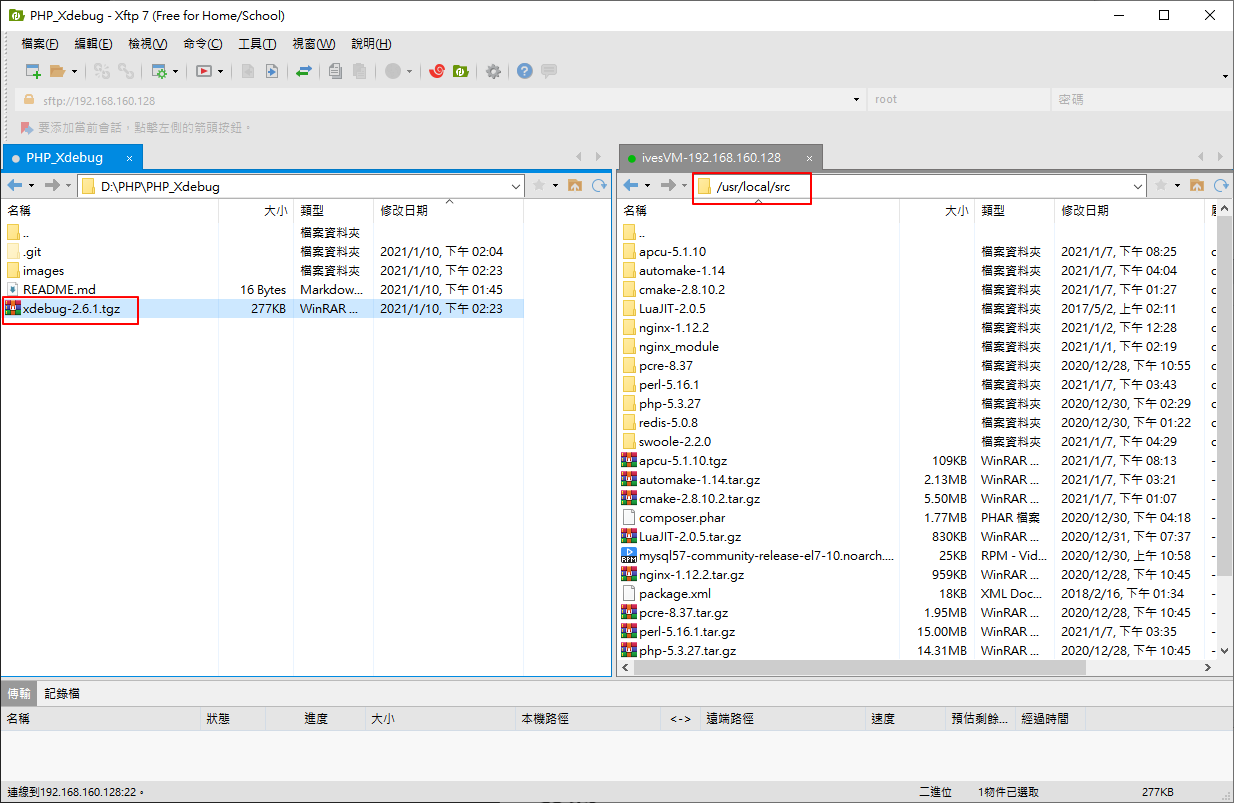 PHP_Xdebug - Xftp 7 (Free for Home/School)
檔案(F) 編輯(E) 檢視(V) 命令(C) 工具(T) 視窗(W) 說明(H)
sftp://192.168.160.128 root 密碼
要添加當前會話，點擊左側的箭頭按鈕。
PHP_Xdebug × ivesVM-192.168.160.128 ×
D:\PHP\PHP_Xdebug /usr/local/src
名稱 大小 類型 修改日期
.. 檔案資料夾
.git 檔案資料夾 2021/1/10, 下午 02:04
images 檔案資料夾 2021/1/10, 下午 02:23
README.md 16 Bytes Markdow... 2021/1/10, 下午 01:45
xdebug-2.6.1.tgz 277KB WinRAR ... 2021/1/10, 下午 02:23
名稱 大小 類型 修改日期
..
apcu-5.1.10 檔案資料夾 2021/1/7, 下午 08:25
automake-1.14 檔案資料夾 2021/1/7, 下午 04:04
cmake-2.8.10.2 檔案資料夾 2021/1/7, 下午 01:27
LuaJIT-2.0.5 檔案資料夾 2017/5/2, 上午 02:11
nginx-1.12.2 檔案資料夾 2021/1/2, 下午 12:28
nginx_module 檔案資料夾 2021/1/1, 下午 02:19
pcre-8.37 檔案資料夾 2020/12/28, 下午 10:55
perl-5.16.1 檔案資料夾 2021/1/7, 下午 03:43
php-5.3.27 檔案資料夾 2020/12/30, 下午 02:29
redis-5.0.8 檔案資料夾 2020/12/30, 下午 01:22
swoole-2.2.0 檔案資料夾 2021/1/7, 下午 04:29
apcu-5.1.10.tgz 109KB WinRAR ... 2021/1/7, 下午 08:13 -
automake-1.14.tar.gz 2.13MB WinRAR ... 2021/1/7, 下午 03:21 -
cmake-2.8.10.2.tar.gz 5.50MB WinRAR ... 2021/1/7, 下午 01:07 -
composer.phar 1.77MB PHAR 檔案 2020/12/30, 下午 04:18 -
LuaJIT-2.0.5.tar.gz 830KB WinRAR ... 2020/12/31, 下午 07:37 -
mysql57-community-release-el7-10.noarch.... 25KB RPM - Vid... 2020/12/30, 上午 10:58 -
nginx-1.12.2.tar.gz 959KB WinRAR ... 2020/12/28, 下午 10:45 -
package.xml 18KB XML Doc... 2018/2/16, 下午 01:34 -
pcre-8.37.tar.gz 1.95MB WinRAR ... 2020/12/28, 下午 10:45 -
perl-5.16.1.tar.gz 15.00MB WinRAR ... 2021/1/7, 下午 03:35 -
php-5.3.27.tar.gz 14.31MB WinRAR ... 2020/12/28, 下午 10:45 -
傳輸 記錄檔
名稱 狀態 進度 大小 本機路徑 <-> 遠端路徑 速度 預估剩餘... 經過時間
連線到192.168.160.128:22。 二進位 1物件已選取 277KB